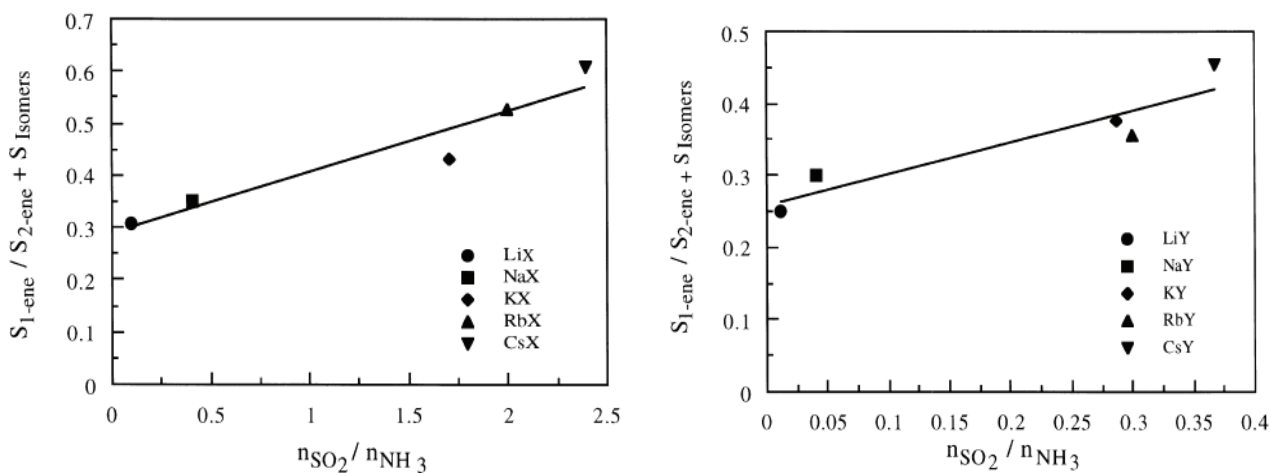 0.7
0.6
0.5
0.4
0.3
0.2
0.1
0
S1-ene / S2-ene + SIsomers
LiX
NaX
KX
RbX
CsX
0
0.5
1
1.5
2
2.5
nSO2 / nNH3
0.5
0.4
0.3
0.2
0.1
0
S1-ene / S2-ene + SIsomers
LiY
NaY
KY
RbY
CsY
0
0.05
0.1
0.15
0.2
0.25
0.3
0.35
0.4
nSO2 / nNH3